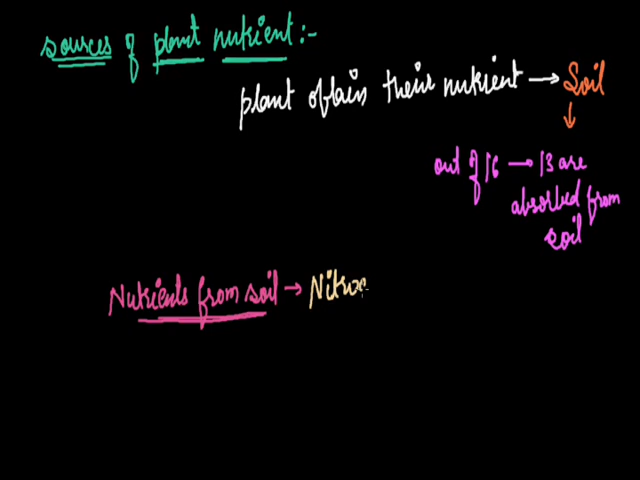 sources of plant nutrient:-
plant obtain their nutrient → Soil
↓
out of 16 → 13 are
absorbed from
soil
Nutrients from soil → Nitro